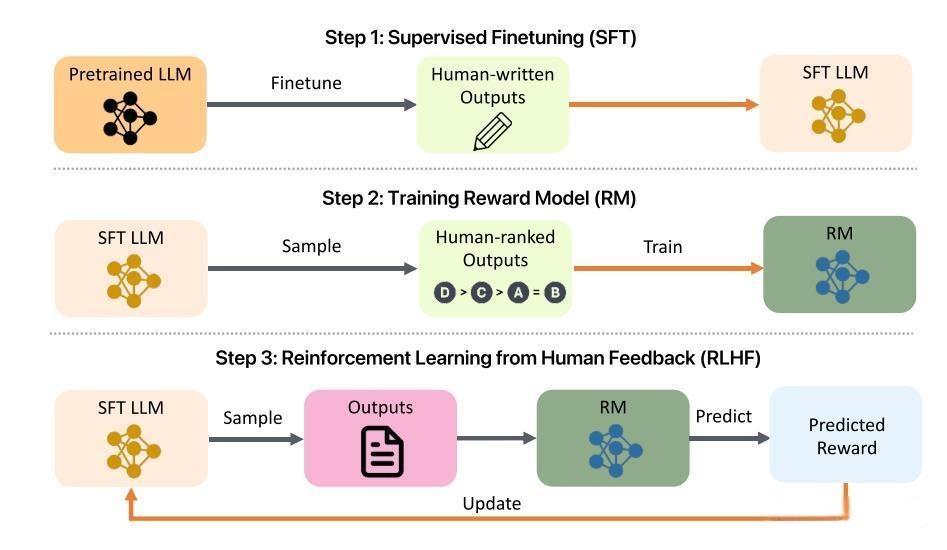 Step 1: Supervised Finetuning (SFT)
Pretrained LLM
Finetune
Human-written
Outputs
SFT LLM
Step 2: Training Reward Model (RM)
SFT LLM
Sample
Human-ranked
Outputs
D > C > A = B
Train
RM
Step 3: Reinforcement Learning from Human Feedback (RLHF)
SFT LLM
Sample
Outputs
RM
Predict
Predicted
Reward
Update